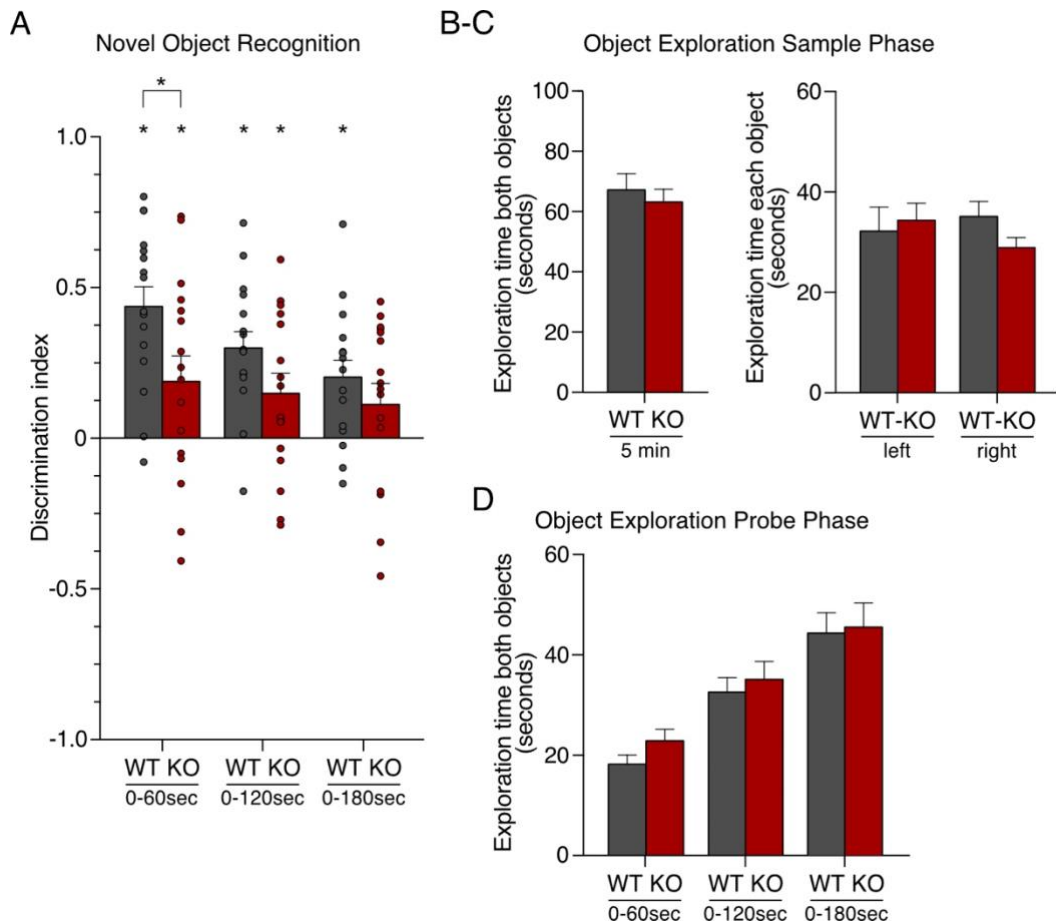 A
Novel Object Recognition
*
* * * * *
Discrimination index
1.0
0.5
0
-0.5
-1.0
WT KO WT KO WT KO
0-60sec 0-120sec 0-180sec
B-C
Object Exploration Sample Phase
Exploration time both objects
(seconds)
100
80
60
40
20
0
WT KO
5 min
Exploration time each object
(seconds)
60
40
20
0
WT-KO WT-KO
left right
D
Object Exploration Probe Phase
Exploration time both objects
(seconds)
60
40
20
0
WT KO WT KO WT KO
0-60sec 0-120sec 0-180sec